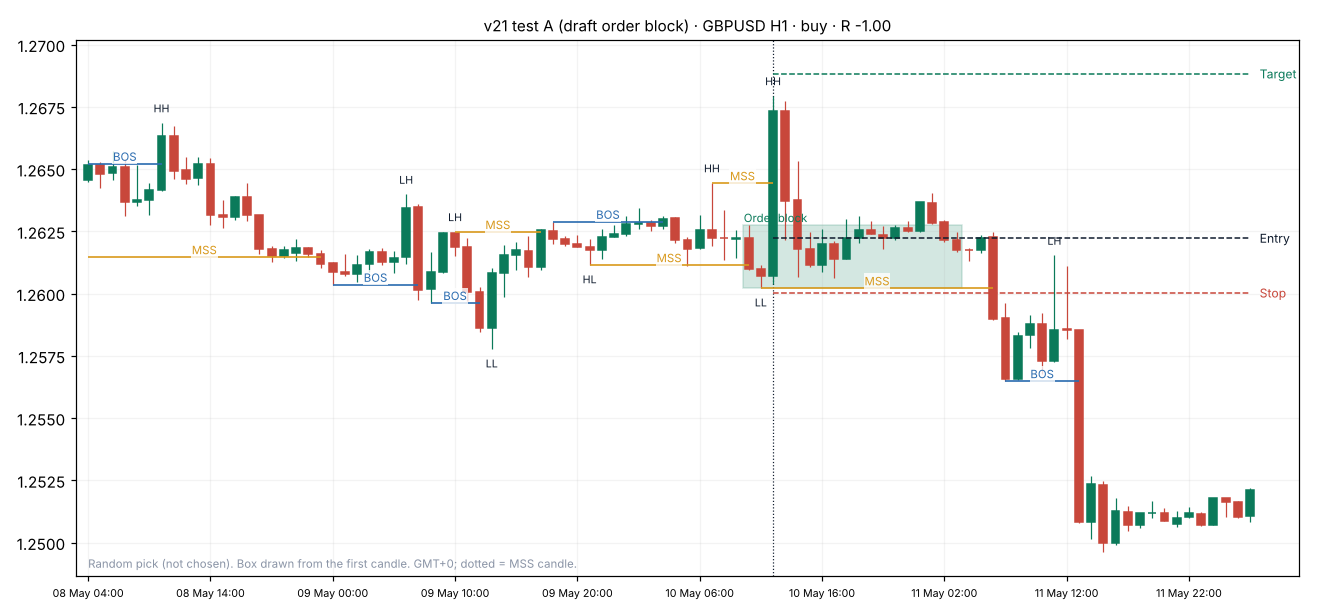 v21 test A (draft order block) · GBPUSD H1 · buy · R -1.00
1.2700
1.2675
1.2650
1.2625
1.2600
1.2575
1.2550
1.2525
1.2500
Target
HH
HH
BOS
HH
MSS
LH
LH
Order block
BOS
MSS
Entry
LH
MSS
MSS
HL
BOS
MSS
Stop
BOS
LL
LL
BOS
Random pick (not chosen). Box drawn from the first candle. GMT+0; dotted = MSS candle.
08 May 04:00
08 May 14:00
09 May 00:00
09 May 10:00
09 May 20:00
10 May 06:00
10 May 16:00
11 May 02:00
11 May 12:00
11 May 22:00